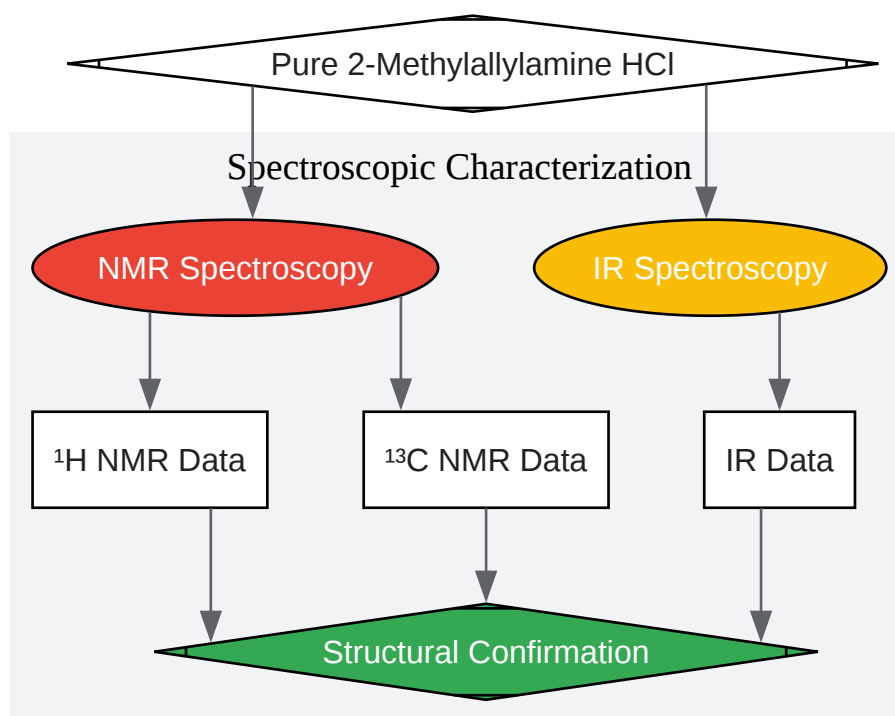 Pure 2-Methylallylamine HCl
Spectroscopic Characterization
NMR Spectroscopy
IR Spectroscopy
¹H NMR Data
¹³C NMR Data
IR Data
Structural Confirmation